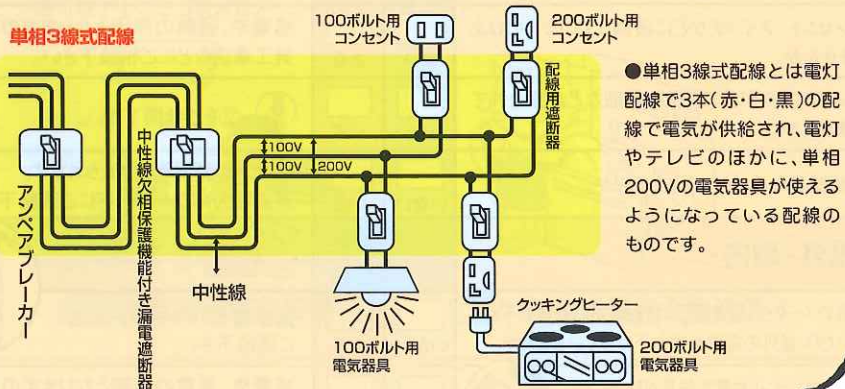 単相3線式配線
100ボルト用
コンセント
200ボルト用
コンセント
配線用遮断器
100V
100V
200V
アンペアブレーカー
中性線欠相保護機能付き漏電遮断器
中性線
100ボルト用
電気器具
クッキングヒーター
200ボルト用
電気器具
●単相3線式配線とは電灯
配線で3本(赤・白・黒)の配
線で電気が供給され、電灯
やテレビのほかに、単相
200Vの電気器具が使える
ようになっている配線の
ものです。